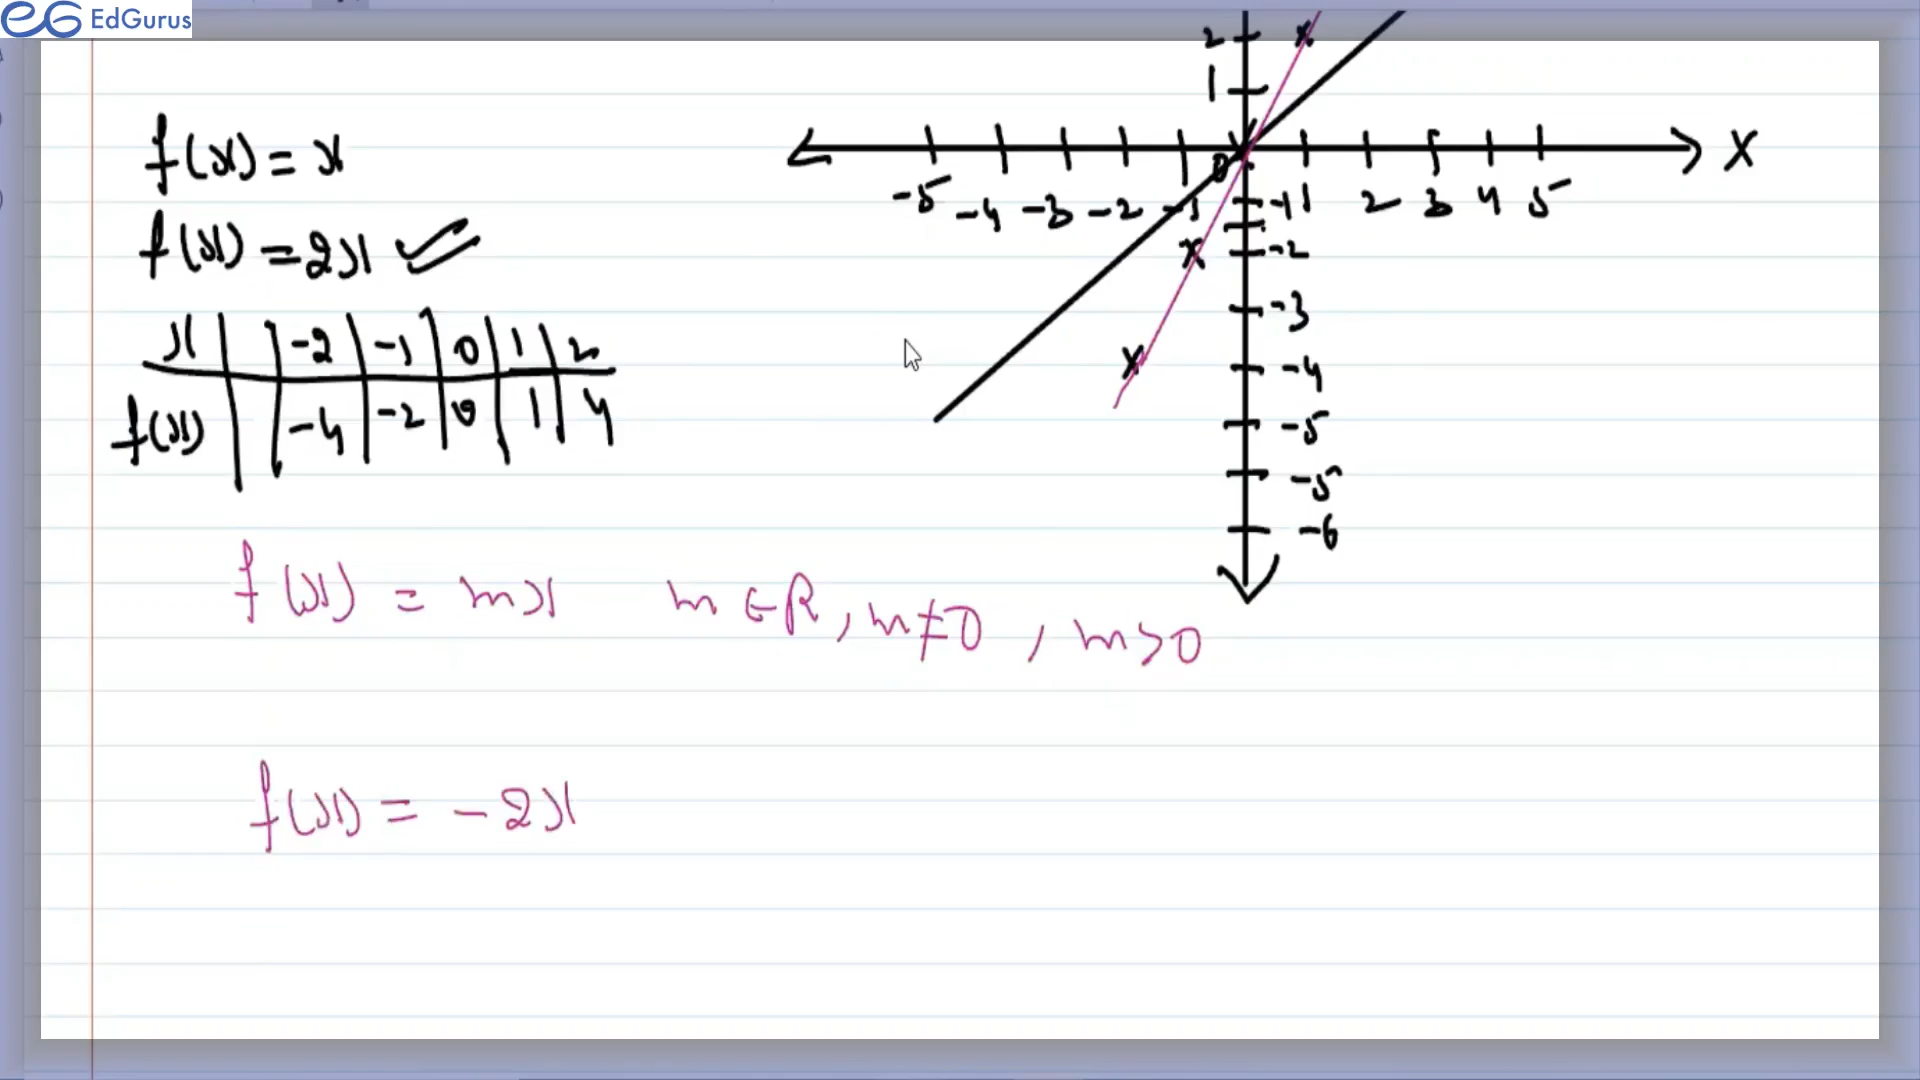 EdGurus
2
1
X
0
-5 -4 -3 -2 -1 1 2 3 4 5
-1
-2
-3
-4
-5
-5
-6
f(x) = x
f(x) = 2x
x -2 -1 0 1 2
f(x) -4 -2 0 1 4
f(x) = mx m ∈ R, m ≠ 0, m > 0
f(x) = -2x